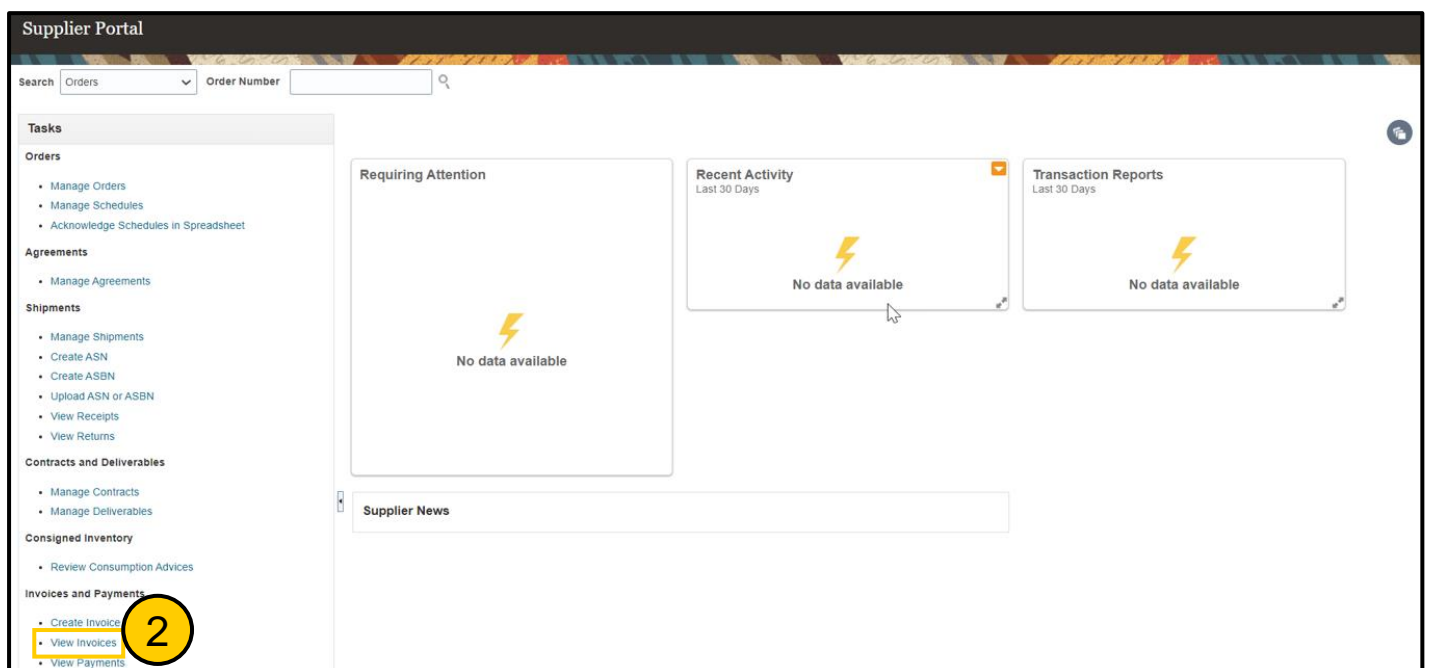 Supplier Portal
Search Orders Order Number
Tasks
Orders
Manage Orders
Manage Schedules
Acknowledge Schedules in Spreadsheet
Agreements
Manage Agreements
Shipments
Manage Shipments
Create ASN
Create ASBN
Upload ASN or ASBN
View Receipts
View Returns
Contracts and Deliverables
Manage Contracts
Manage Deliverables
Consigned Inventory
Review Consumption Advices
Invoices and Payments
Create Invoice
View Invoices
2
View Payments
Requiring Attention
No data available
Recent Activity
Last 30 Days
No data available
Transaction Reports
Last 30 Days
No data available
Supplier News